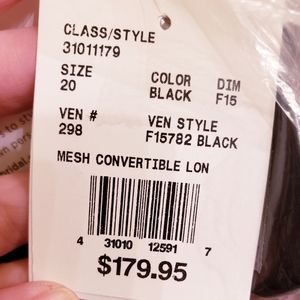 CLASS/STYLE
31011179
SIZE COLOR DIM
20 BLACK F15
VEN # VEN STYLE
298 F15782 BLACK
MESH CONVERTIBLE LON
4 31010 12591 7
$179.95